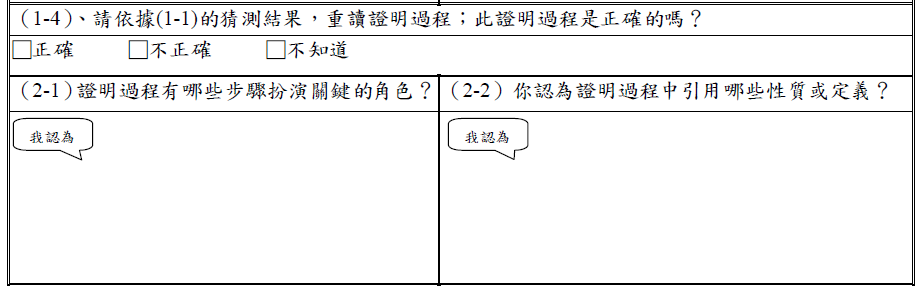 （1-4）、請依據(1-1)的猜測結果，重讀證明過程；此證明過程是正確的嗎？
□正確 □不正確 □不知道
（2-1）證明過程有哪些步驟扮演關鍵的角色？
（2-2）你認為證明過程中引用哪些性質或定義？
我認為
我認為